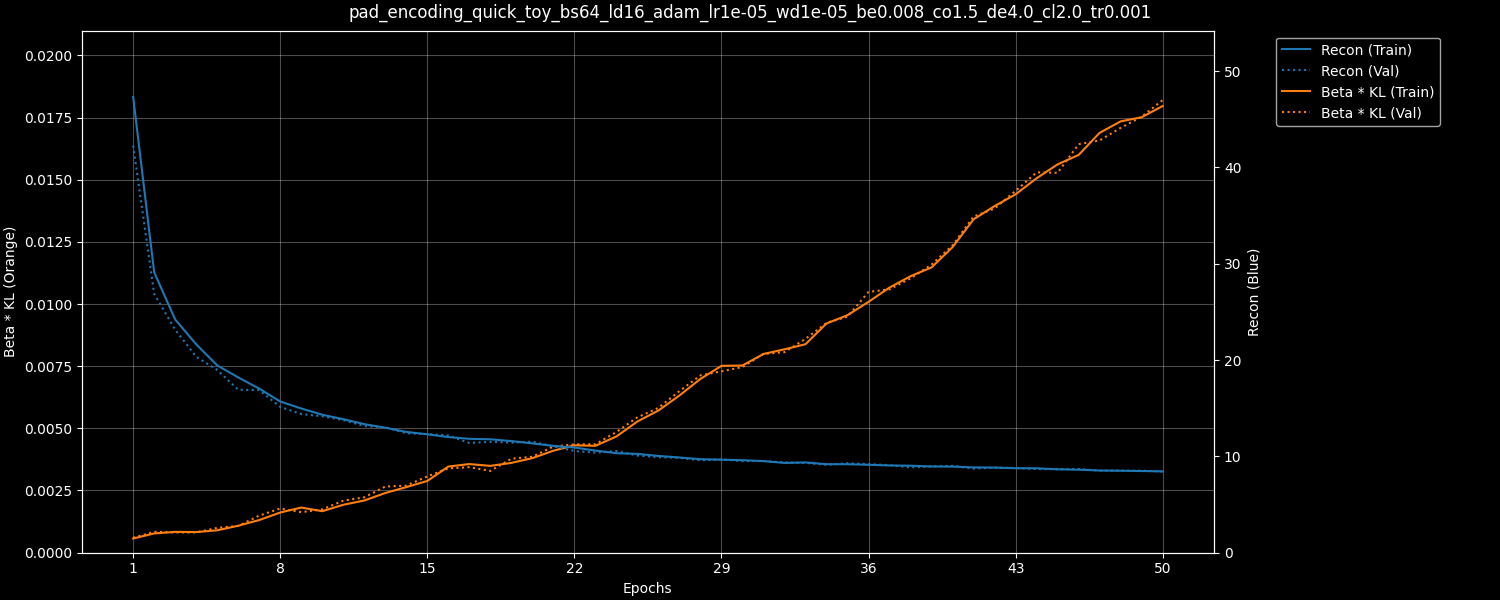 pad_encoding_quick_toy_bs64_ld16_adam_lr1e-05_wd1e-05_be0.008_co1.5_de4.0_cl2.0_tr0.001
Recon (Train)
Recon (Val)
Beta * KL (Train)
Beta * KL (Val)
Beta * KL (Orange)
0.0200
0.0175
0.0150
0.0125
0.0100
0.0075
0.0050
0.0025
0.0000
50
40
30
20
10
0
Recon (Blue)
1 8 15 22 29 36 43 50
Epochs